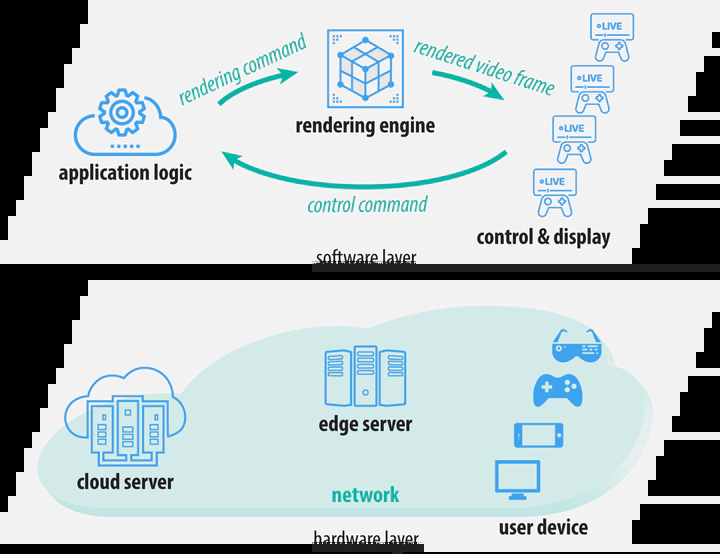 rendering command
rendered video frame
LIVE
LIVE
LIVE
LIVE
rendering engine
application logic
control command
control & display
software layer
edge server
cloud server
network
user device
hardware layer